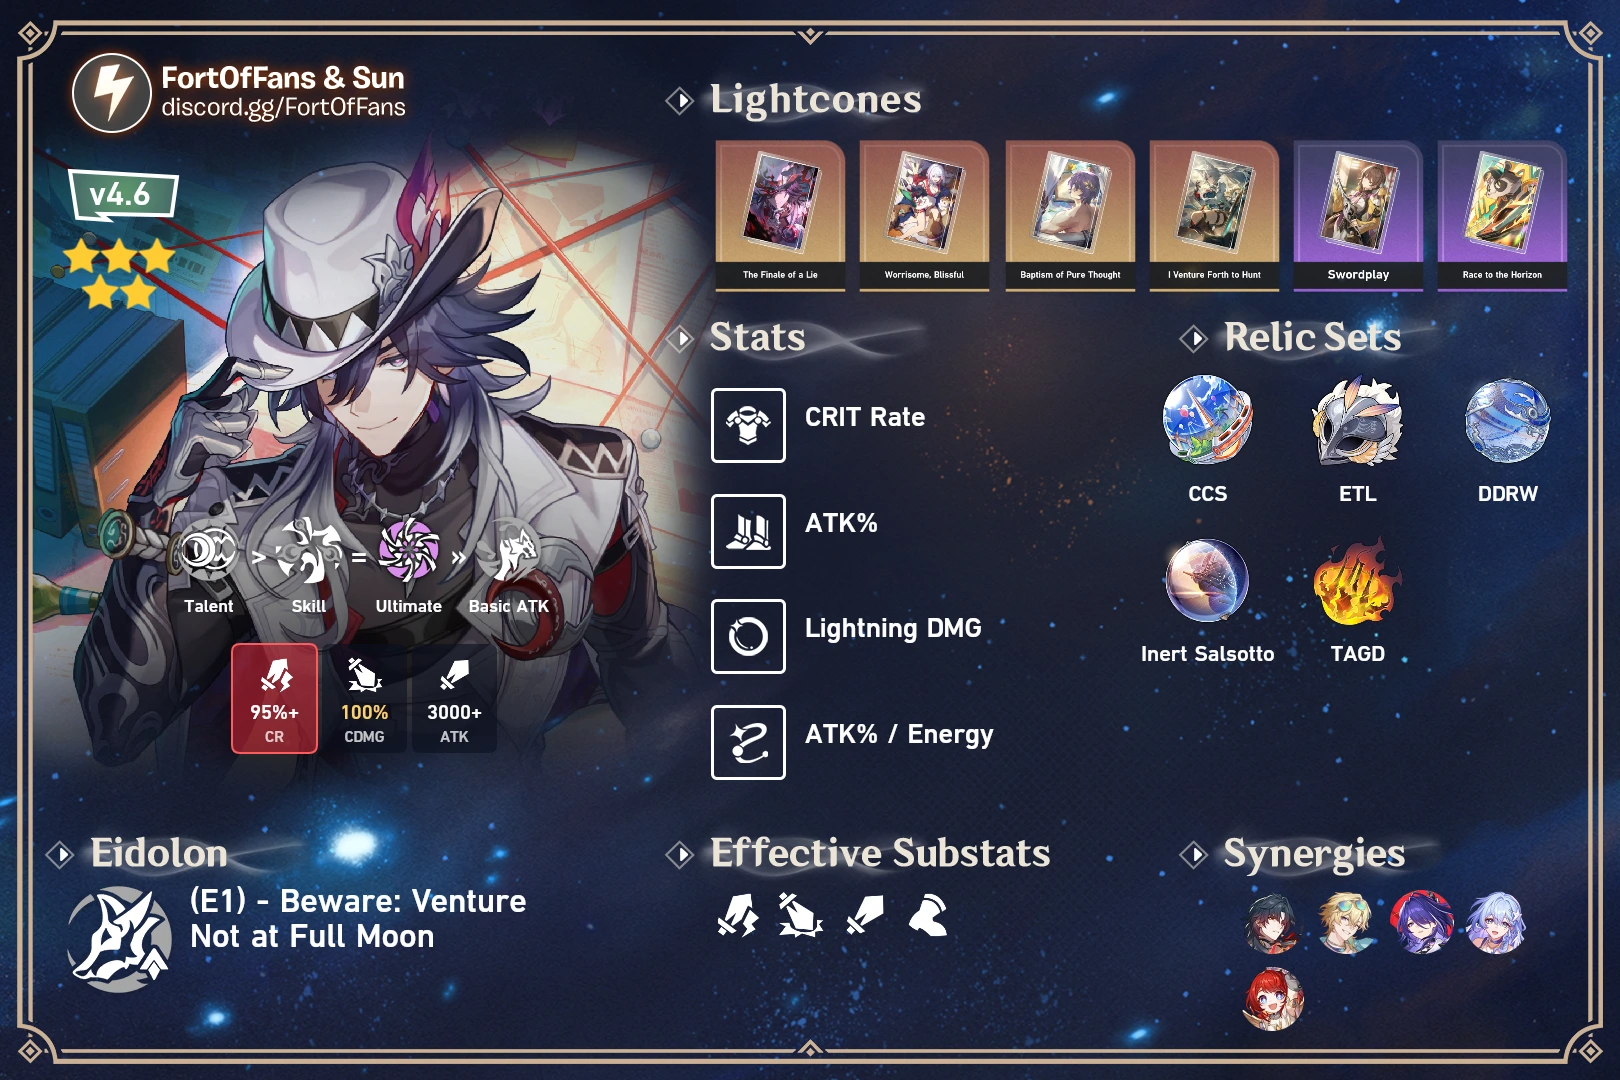 FortOfFans & Sun
discord.gg/FortOfFans
v4.6
Talent
>
Skill
=
Ultimate
»
Basic ATK
95%+
CR
100%
CDMG
3000+
ATK
Lightcones
The Finale of a Lie
Worrisome, Blissful
Baptism of Pure Thought
I Venture Forth to Hunt
Swordplay
Race to the Horizon
Stats
CRIT Rate
ATK%
Lightning DMG
ATK% / Energy
Relic Sets
CCS
ETL
DDRW
Inert Salsotto
TAGD
Eidolon
(E1) - Beware: Venture
Not at Full Moon
Effective Substats
Synergies